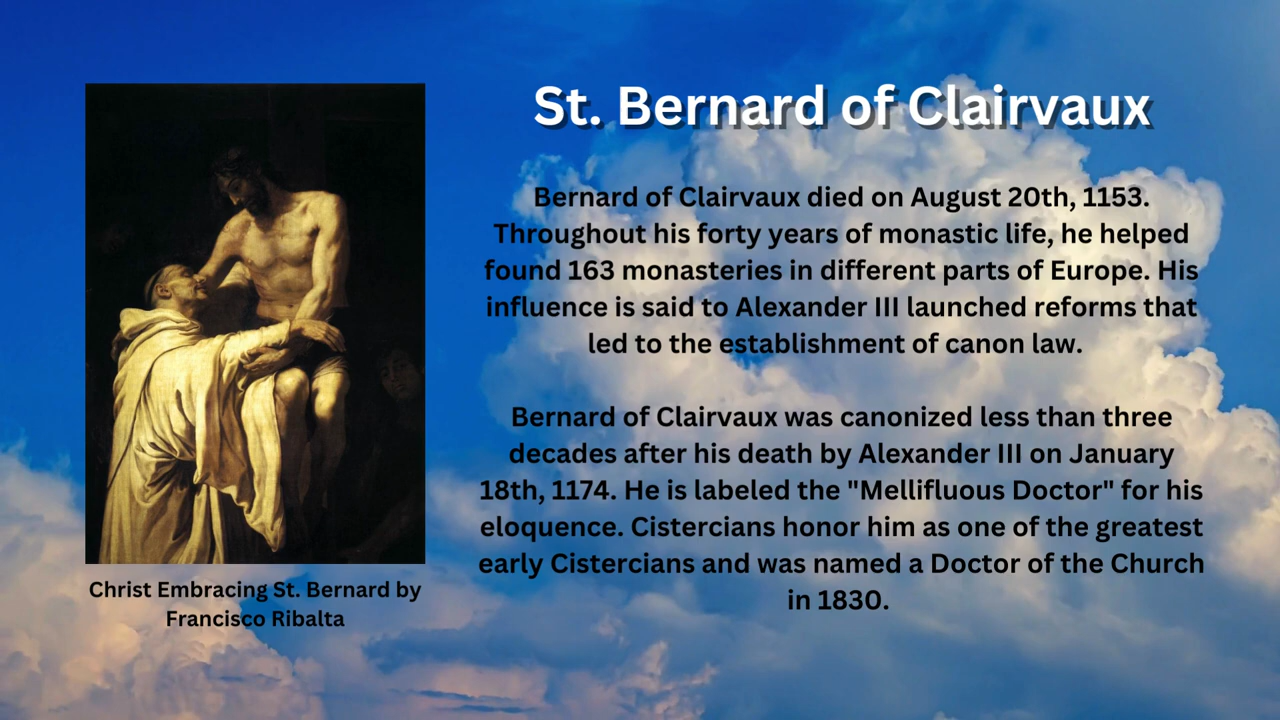 St. Bernard of Clairvaux
Bernard of Clairvaux died on August 20th, 1153.
Throughout his forty years of monastic life, he helped
found 163 monasteries in different parts of Europe. His
influence is said to Alexander III launched reforms that
led to the establishment of canon law.
Bernard of Clairvaux was canonized less than three
decades after his death by Alexander III on January
18th, 1174. He is labeled the "Mellifluous Doctor" for his
eloquence. Cistercians honor him as one of the greatest
early Cistercians and was named a Doctor of the Church
in 1830.
Christ Embracing St. Bernard by
Francisco Ribalta